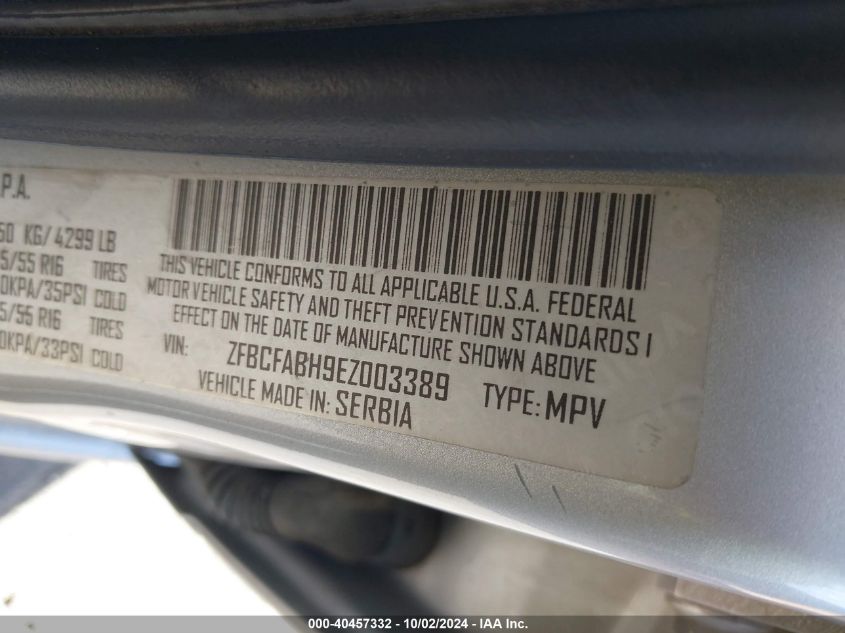 .P.A.
50 KG/4299 LB
5/55 R16 TIRES
0KPA/35PSI COLD
5/55 R16 TIRES
0KPA/33PSI COLD
THIS VEHICLE CONFORMS TO ALL APPLICABLE U.S.A. FEDERAL
MOTOR VEHICLE SAFETY AND THEFT PREVENTION STANDARDS I
EFFECT ON THE DATE OF MANUFACTURE SHOWN ABOVE
VIN: ZFBCFABH9EZ003389 TYPE: MPV
VEHICLE MADE IN: SERBIA
000-40457332 - 10/02/2024 - IAA Inc.